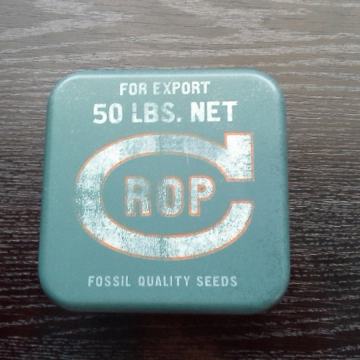 FOR EXPORT
50 LBS. NET
CROP
FOSSIL QUALITY SEEDS